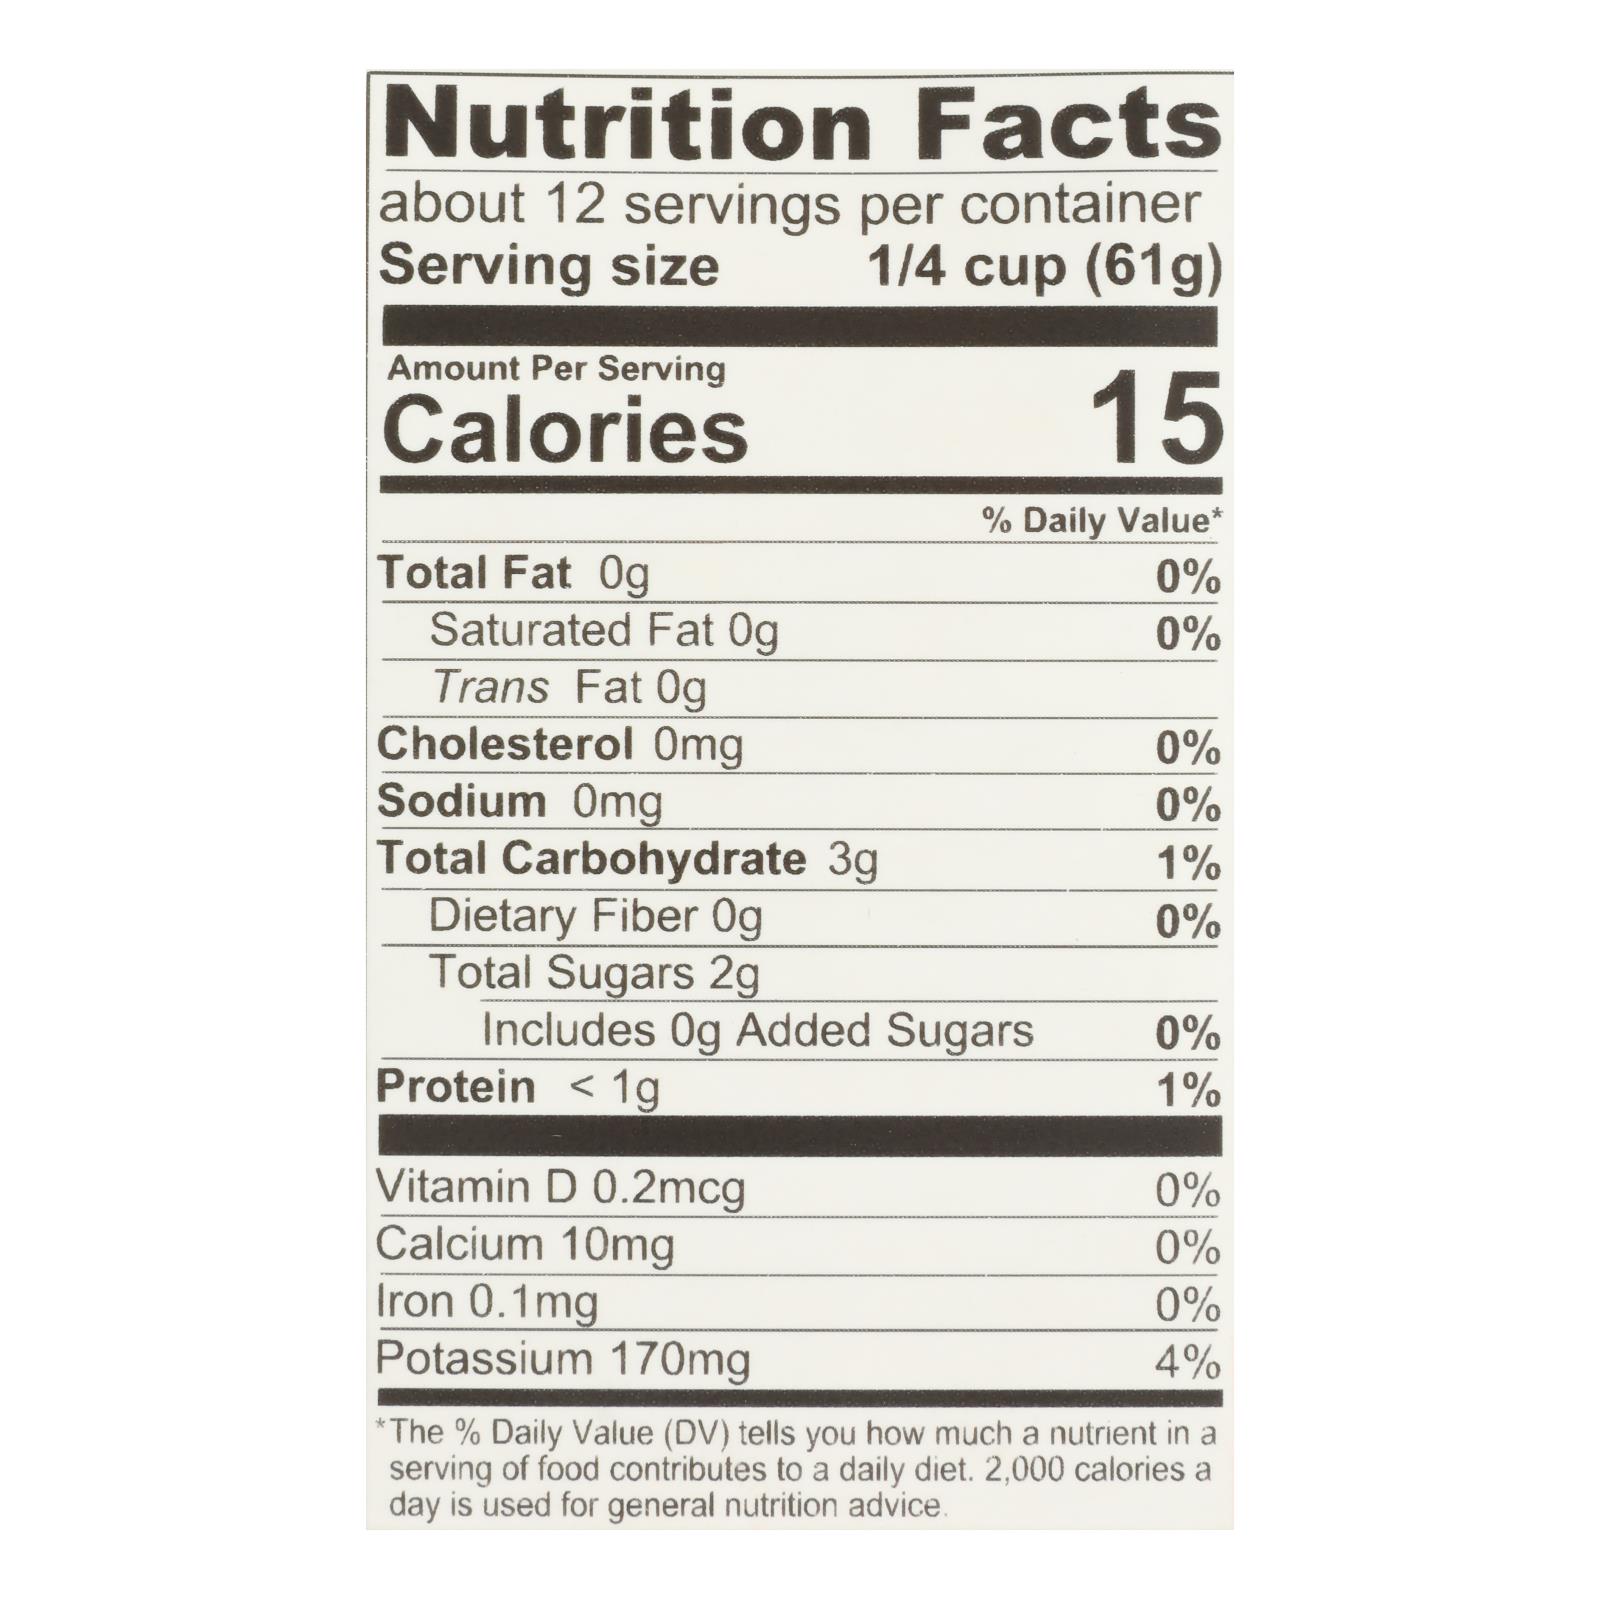 Nutrition Facts
about 12 servings per container
Serving size 1/4 cup (61g)
Amount Per Serving
Calories 15
% Daily Value*
Total Fat 0g 0%
Saturated Fat 0g 0%
Trans Fat 0g
Cholesterol 0mg 0%
Sodium 0mg 0%
Total Carbohydrate 3g 1%
Dietary Fiber 0g 0%
Total Sugars 2g
Includes 0g Added Sugars 0%
Protein < 1g 1%
Vitamin D 0.2mcg 0%
Calcium 10mg 0%
Iron 0.1mg 0%
Potassium 170mg 4%
*The % Daily Value (DV) tells you how much a nutrient in a
serving of food contributes to a daily diet. 2,000 calories a
day is used for general nutrition advice.